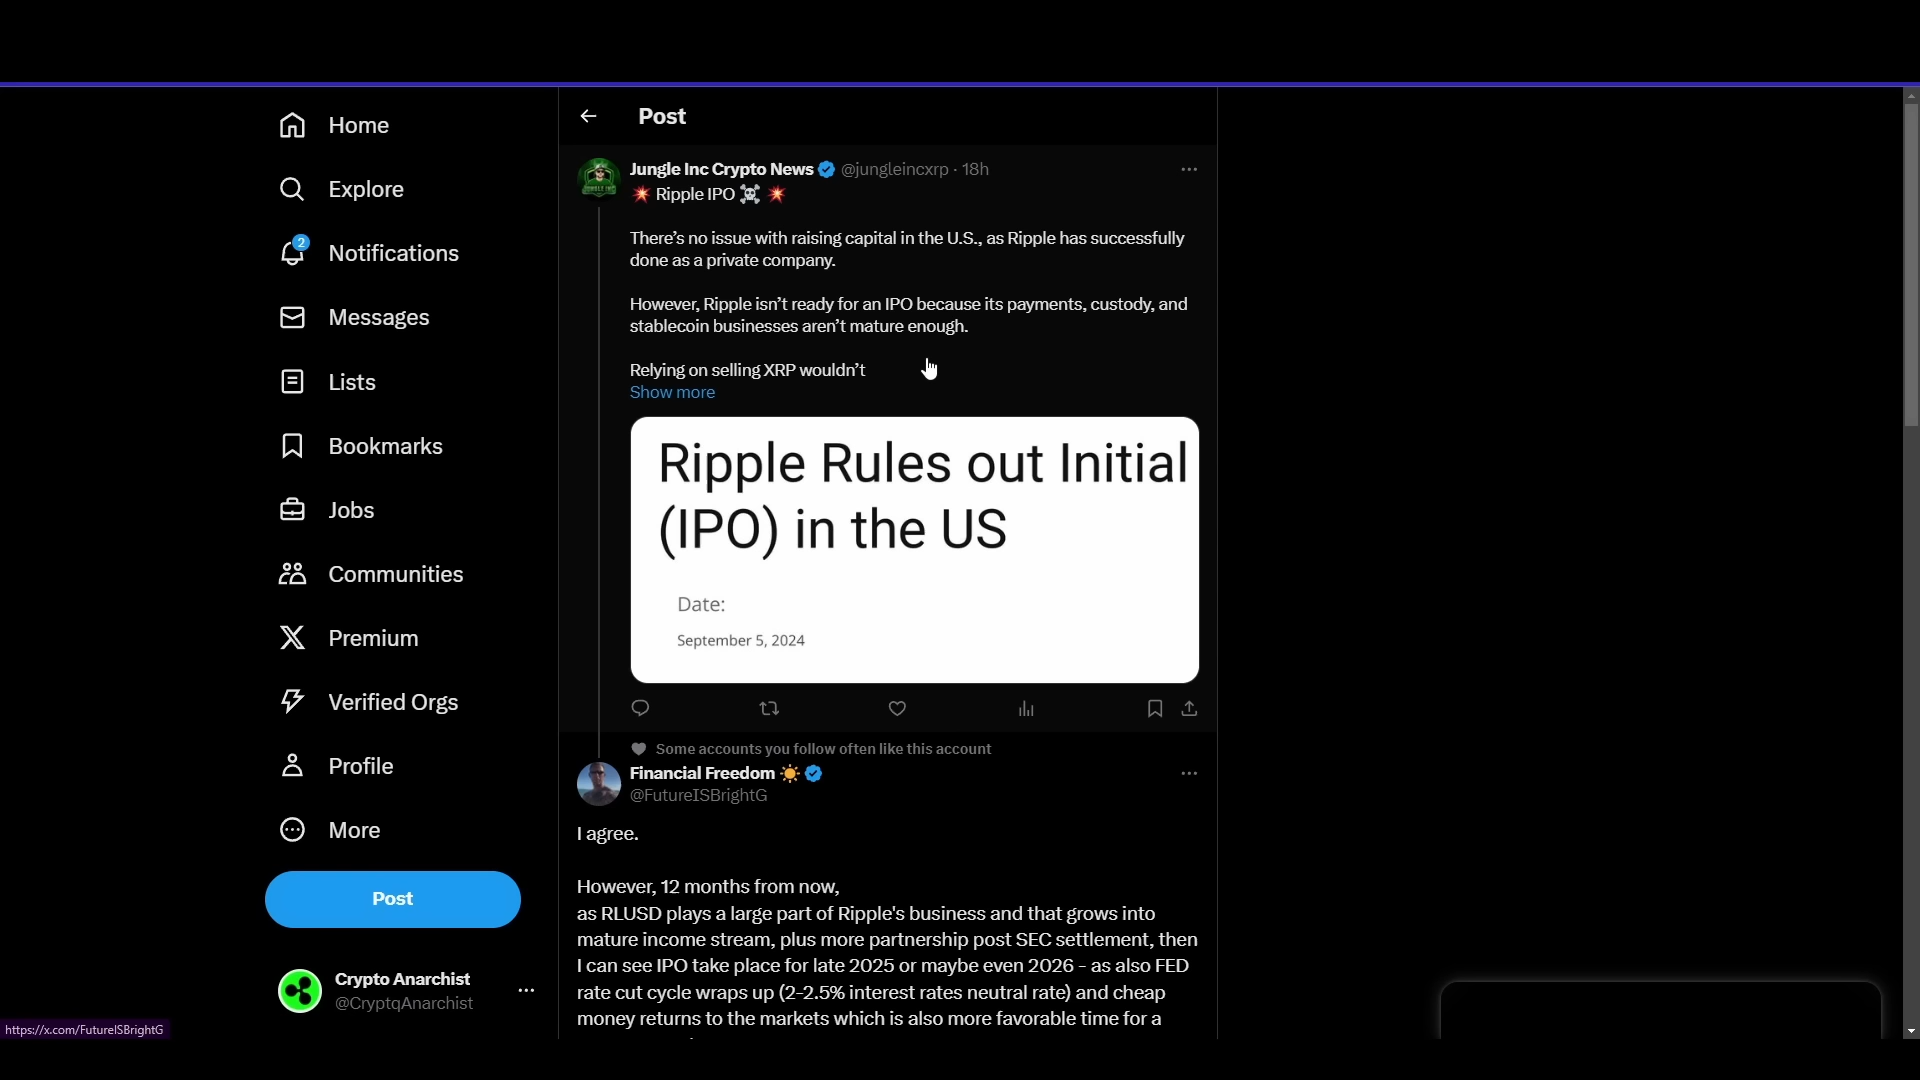 Home
Explore
2
Notifications
Messages
Lists
Bookmarks
Jobs
Communities
Premium
Verified Orgs
Profile
More
Post
Crypto Anarchist
@CryptqAnarchist
https://x.com/FutureISBrightG
Post
Jungle Inc Crypto News @jungleincxrp · 18h
💥 Ripple IPO ☠️ 💥
There’s no issue with raising capital in the U.S., as Ripple has successfully
done as a private company.
However, Ripple isn’t ready for an IPO because its payments, custody, and
stablecoin businesses aren’t mature enough.
Relying on selling XRP wouldn’t
Show more
Ripple Rules out Initial
(IPO) in the US
Date:
September 5, 2024
Some accounts you follow often like this account
Financial Freedom ☀️
@FutureISBrightG
I agree.
However, 12 months from now,
as RLUSD plays a large part of Ripple's business and that grows into
mature income stream, plus more partnership post SEC settlement, then
I can see IPO take place for late 2025 or maybe even 2026 - as also FED
rate cut cycle wraps up (2-2.5% interest rates neutral rate) and cheap
money returns to the markets which is also more favorable time for a